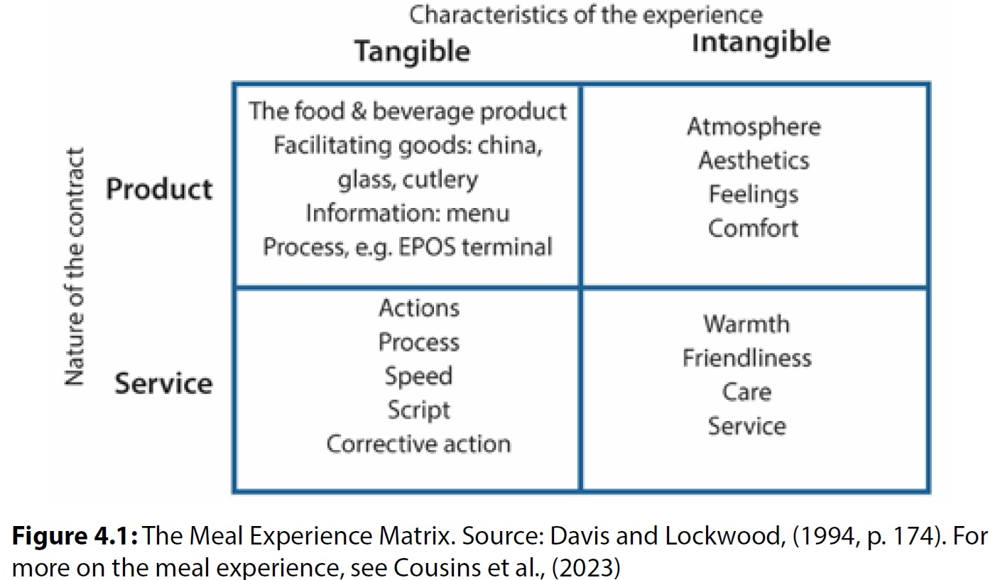 Characteristics of the experience
Tangible
Intangible
Nature of the contract
Product
The food & beverage product
Facilitating goods: china,
glass, cutlery
Information: menu
Process, e.g. EPOS terminal
Atmosphere
Aesthetics
Feelings
Comfort
Service
Actions
Process
Speed
Script
Corrective action
Warmth
Friendliness
Care
Service
Figure 4.1: The Meal Experience Matrix. Source: Davis and Lockwood, (1994, p. 174). For
more on the meal experience, see Cousins et al., (2023)